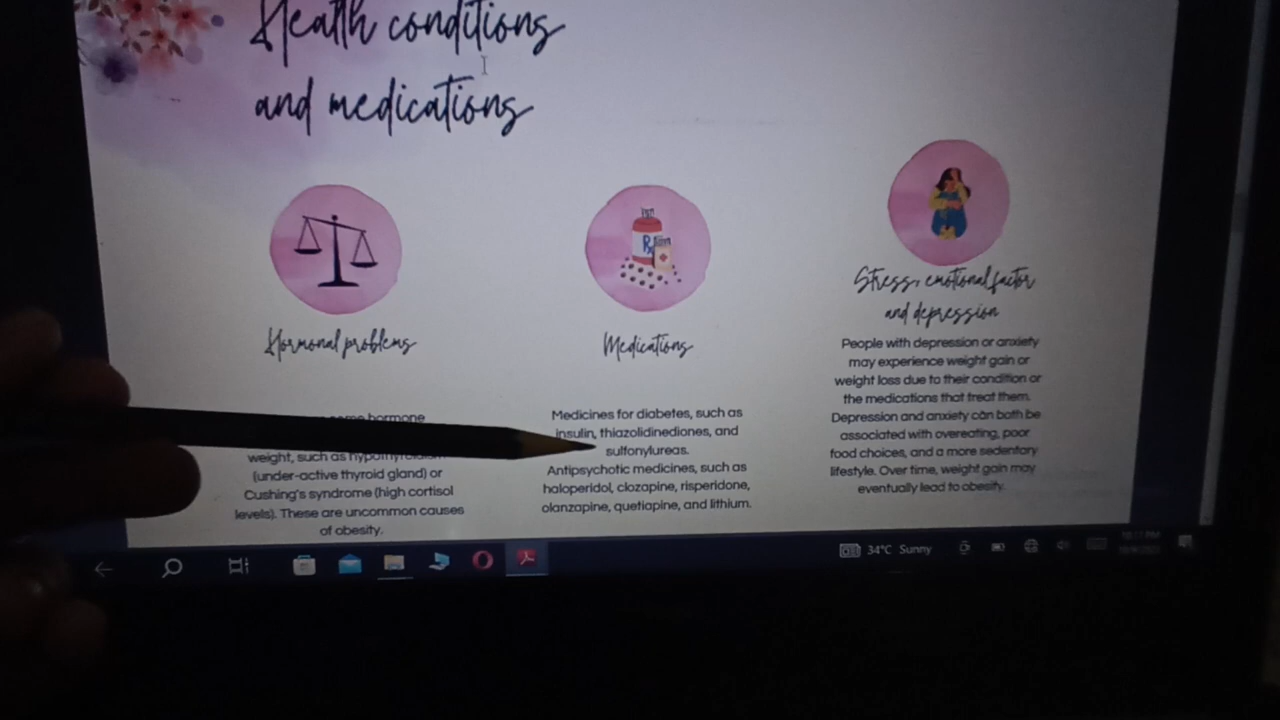 Health conditions
and medications
Hormonal problems
hormone
weight, such as hypothyroidism
(under-active thyroid gland) or
Cushing's syndrome (high cortisol
levels). These are uncommon causes
of obesity.
Medications
Medicines for diabetes, such as
insulin, thiazolidinediones, and
sulfonylureas.
Antipsychotic medicines, such as
haloperidol, clozapine, risperidone,
olanzapine, quetiapine, and lithium.
Stress, emotional factor
and depression
People with depression or anxiety
may experience weight gain or
weight loss due to their condition or
the medications that treat them.
Depression and anxiety can both be
associated with overeating, poor
food choices, and a more sedentary
lifestyle. Over time, weight gain may
eventually lead to obesity.
34°C Sunny